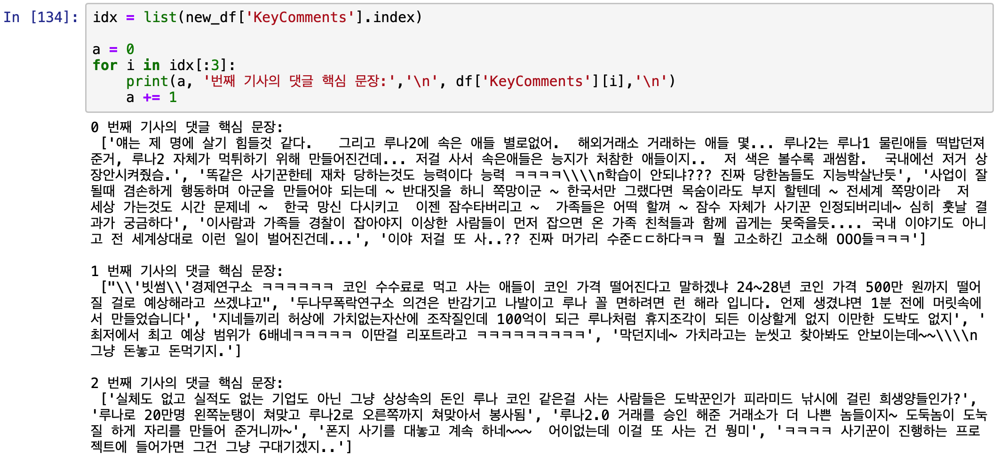 In [134]: idx = list(new_df['KeyComments'].index)
a = 0
for i in idx[:3]:
    print(a, '번째 기사의 댓글 핵심 문장:','\n', df['KeyComments'][i],'\n')
    a += 1
0 번째 기사의 댓글 핵심 문장:
 ['얘는 제 명에 살기 힘들것 같다.   그리고 루나2에 속은 애들 별로없어.  해외거래소 거래하는 애들 몇... 루나2는 루나1 물린애들 떡밥던져
준거, 루나2 자체가 먹튀하기 위해 만들어진건데... 저걸 사서 속은애들은 능지가 처참한 애들이지..  저 색은 볼수록 괘씸함.  국내에선 저거 상
장안시켜줬슴.', '똑같은 사기꾼한테 재차 당하는것도 능력이다 능력 ㅋㅋㅋㅋ\\\\n학습이 안되냐??? 진짜 당한놈들도 지능박살난듯', '사업이 잘
될때 겸손하게 행동하며 아군을 만들어야 되는데 ~ 반대짓을 하니 쪽망이군 ~ 한국서만 그랬다면 목숨이라도 부지 할텐데 ~ 전세계 쪽망이라  저
세상 가는것도 시간 문제네 ~  한국 망신 다시키고  이젠 잠수타버리고 ~  가족들은 어떡 할껴 ~ 잠수 자체가 사기꾼 인정되버리네~ 심히 훗날 결
과가 궁금하다', '이사람과 가족들 경찰이 잡아야지 이상한 사람들이 먼저 잡으면 온 가족 친척들과 함께 곱게는 못죽을듯.... 국내 이야기도 아니
고 전 세계상대로 이런 일이 벌어진건데...', '이야 저걸 또 사..?? 진짜 머가리 수준ㄷㄷ하다ㅋㅋ 뭘 고소하긴 고소해 OOO들ㅋㅋㅋ']
1 번째 기사의 댓글 핵심 문장:
 ["\\'빗썸\\'경제연구소 ㅋㅋㅋㅋㅋㅋ 코인 수수료로 먹고 사는 애들이 코인 가격 떨어진다고 말하겠냐 24~28년 코인 가격 500만 원까지 떨어
질 걸로 예상해라고 쓰겠냐고", '두나무폭락연구소 의견은 반감기고 나발이고 루나 꼴 면하려면 런 해라 입니다. 언제 생겼냐면 1분 전에 머릿속에
서 만들었습니다', '지네들끼리 허상에 가치없는자산에 조작질인데 100억이 되근 루나처럼 휴지조각이 되든 이상할게 없지 이만한 도박도 없지', '
최저에서 최고 예상 범위가 6배네ㅋㅋㅋㅋㅋ 이딴걸 리포트라고 ㅋㅋㅋㅋㅋㅋㅋㅋㅋ', '막던지네~ 가치라고는 눈씻고 찾아봐도 안보이는데~~\\\\n
그냥 돈놓고 돈먹기지.']
2 번째 기사의 댓글 핵심 문장:
 ['실체도 없고 실적도 없는 기업도 아닌 그냥 상상속의 돈인 루나 코인 같은걸 사는 사람들은 도박꾼인가 피라미드 낚시에 걸린 희생양들인가?',
'루나로 20만명 왼쪽눈탱이 쳐맞고 루나2로 오른쪽까지 쳐맞아서 봉사됨', '루나2.0 거래를 승인 해준 거래소가 더 나쁜 놈들이지~ 도둑놈이 도눅
질 하게 자리를 만들어 준거니까~', '폰지 사기를 대놓고 계속 하네~~~  어이없는데 이걸 또 사는 건 뭥미', 'ㅋㅋㅋㅋ 사기꾼이 진행하는 프로
젝트에 들어가면 그건 그냥 구대기겠지..']